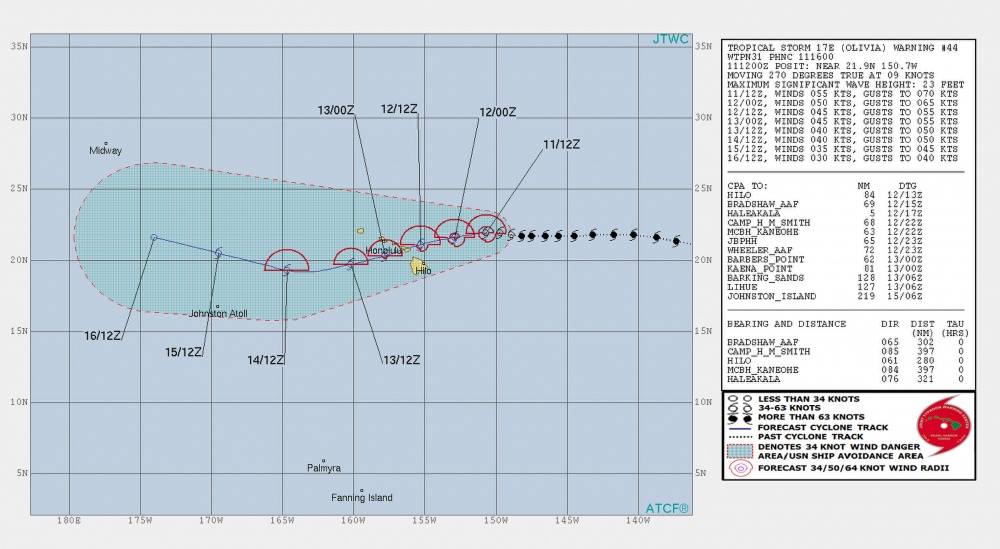 JTWC
35N
35N
30N
30N
25N
25N
20N
20N
15N
15N
10N
10N
5N
5N
13/00Z
12/12Z
12/00Z
11/12Z
Midway
Honolulu
Hilo
Johnston Atoll
16/12Z
15/12Z
14/12Z
13/12Z
Palmyra
Fanning Island
ATCF®
180E
175W
170W
165W
160W
155W
150W
145W
140W
TROPICAL STORM 17E (OLIVIA) WARNING #44
WTPN31 PHNC 111600
111200Z POSIT: NEAR 21.9N 150.7W
MOVING 270 DEGREES TRUE AT 09 KNOTS
MAXIMUM SIGNIFICANT WAVE HEIGHT: 23 FEET
11/12Z, WINDS 055 KTS, GUSTS TO 070 KTS
12/00Z, WINDS 050 KTS, GUSTS TO 065 KTS
12/12Z, WINDS 045 KTS, GUSTS TO 055 KTS
13/00Z, WINDS 045 KTS, GUSTS TO 055 KTS
13/12Z, WINDS 040 KTS, GUSTS TO 050 KTS
14/12Z, WINDS 040 KTS, GUSTS TO 050 KTS
15/12Z, WINDS 035 KTS, GUSTS TO 045 KTS
16/12Z, WINDS 030 KTS, GUSTS TO 040 KTS
CPA TO: NM DTG
HILO 84 12/13Z
BRADSHAW_AAF 69 12/15Z
HALEAKALA 5 12/17Z
CAMP_H_M_SMITH 68 12/22Z
MCBH_KANEOHE 63 12/22Z
JBPHH 65 12/23Z
WHEELER_AAF 72 12/23Z
BARBERS_POINT 62 13/00Z
KAENA_POINT 81 13/00Z
BARKING_SANDS 128 13/06Z
LIHUE 127 13/06Z
JOHNSTON_ISLAND 219 15/06Z
BEARING AND DISTANCE DIR DIST TAU
(NM) (HRS)
BRADSHAW_AAF 065 302 0
CAMP_H_M_SMITH 085 397 0
HILO 061 280 0
MCBH_KANEOHE 084 397 0
HALEAKALA 076 321 0
LESS THAN 34 KNOTS
34-63 KNOTS
MORE THAN 63 KNOTS
FORECAST CYCLONE TRACK
PAST CYCLONE TRACK
DENOTES 34 KNOT WIND DANGER
AREA/USN SHIP AVOIDANCE AREA
FORECAST 34/50/64 KNOT WIND RADII